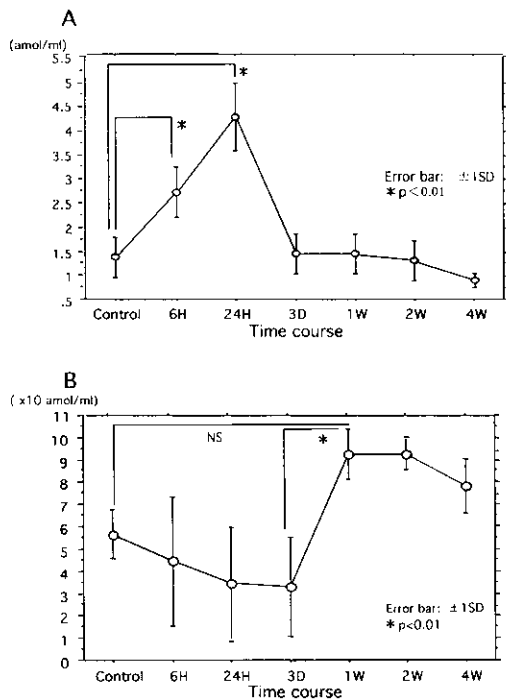 A
(amol/ml)
5.5
5
4.5
4
3.5
3
2.5
2
1.5
1
.5
*
*
Error bar: ±1SD
* p<0.01
Control 6H 24H 3D 1W 2W 4W
Time course
B
(x10 amol/ml)
11
10
9
8
7
6
5
4
3
2
1
0
NS
*
Error bar: ±1SD
* p<0.01
Control 6H 24H 3D 1W 2W 4W
Time course